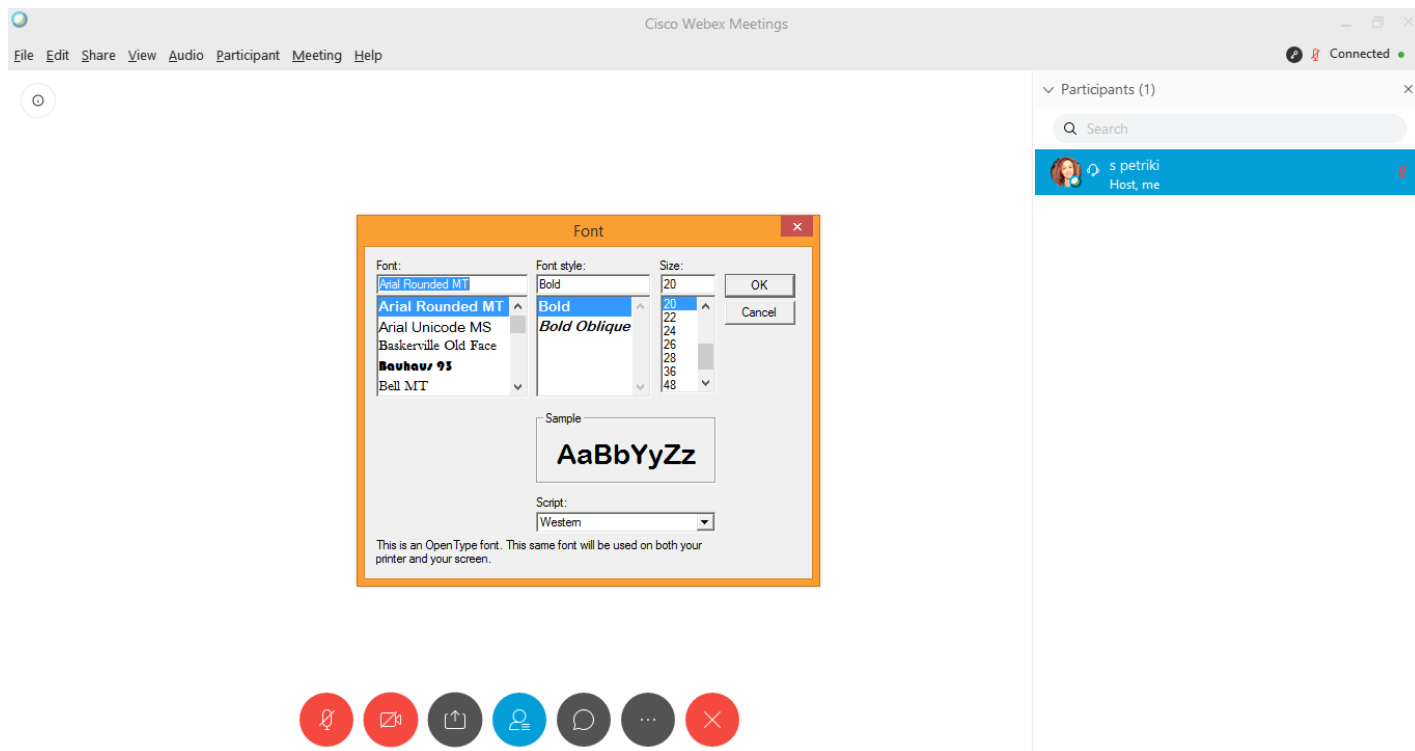 Cisco Webex Meetings
File Edit Share View Audio Participant Meeting Help
Connected
Participants (1)
Search
s petriki
Host, me
Font
Font: Font style: Size:
Arial Rounded MT Bold 20 OK
Arial Rounded MT Bold 20 Cancel
Arial Unicode MS Bold Oblique 22
24
Baskerville Old Face 26
Bauhaus 93 28
36
Bell MT 48
Sample
AaBbYyZz
Script:
Western
This is an OpenType font. This same font will be used on both your
printer and your screen.